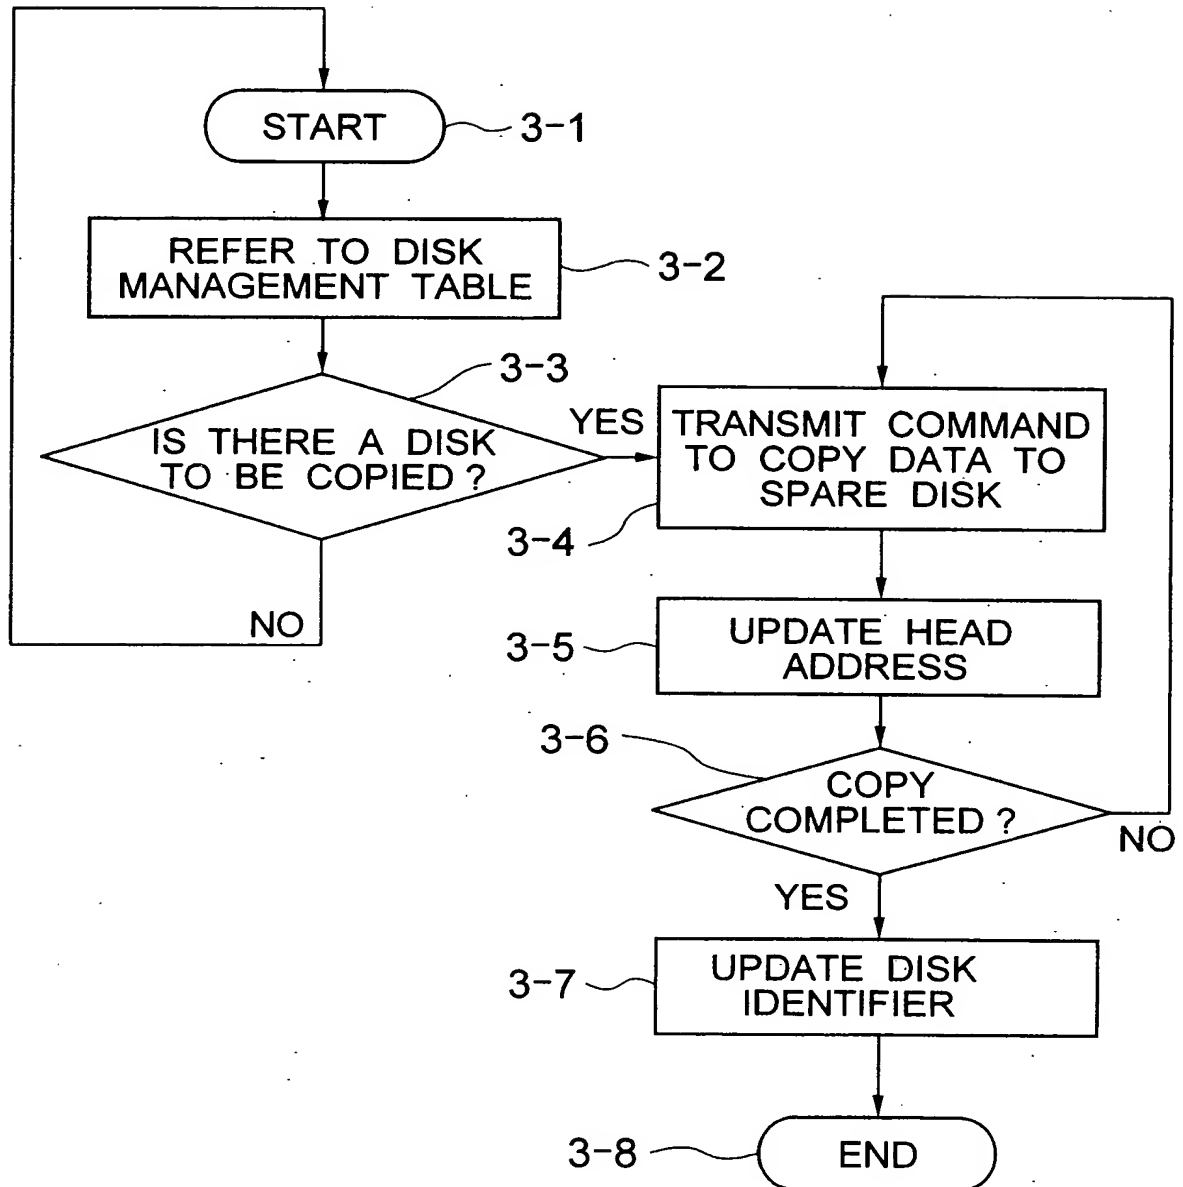 START
3-1
REFER TO DISK
MANAGEMENT TABLE
3-2
3-3
IS THERE A DISK
TO BE COPIED ?
YES
NO
TRANSMIT COMMAND
TO COPY DATA TO
SPARE DISK
3-4
UPDATE HEAD
ADDRESS
3-5
3-6
COPY
COMPLETED ?
NO
YES
UPDATE DISK
IDENTIFIER
3-7
END
3-8